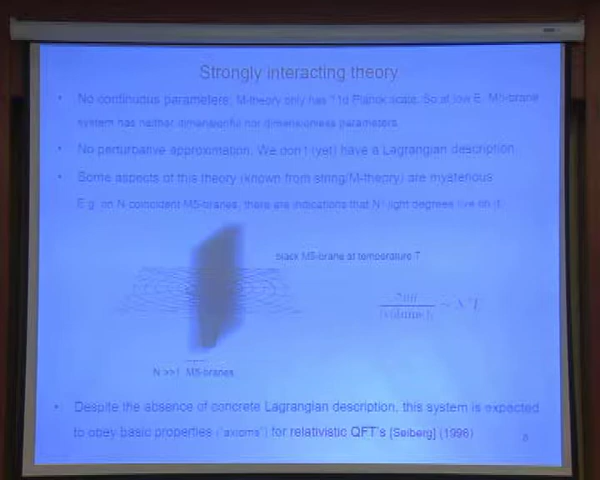 Strongly interacting theory
• No continuous parameters: M-theory only has 11d Planck scale. So at low E, M5-brane
system has neither dimensionful nor dimensionless parameters
• No perturbative approximation. We don't (yet) have a Lagrangian description.
• Some aspects of this theory (known from string/M-theory) are mysterious
E.g. on N coincident M5-branes, there are indications that light degrees live on it
black M5-brane at temperature T
N >>1 M5-branes
• Despite the absence of concrete Lagrangian description, this system is expected
to obey basic properties ("axioms") for relativistic QFT's [Seiberg] (1996)